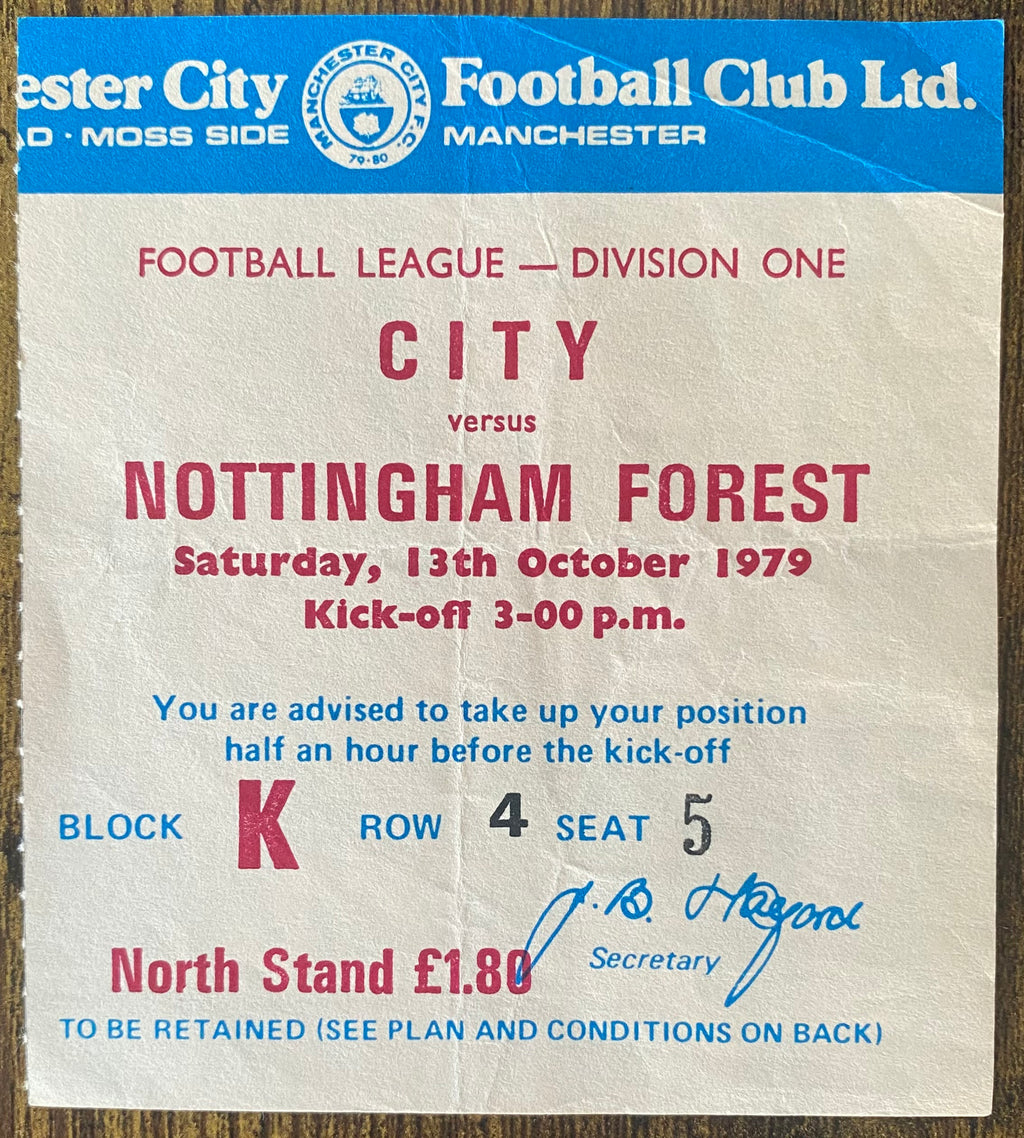 ester City Football Club Ltd.
AD · MOSS SIDE MANCHESTER
MANCHESTER CITY F.C.
79·80
FOOTBALL LEAGUE — DIVISION ONE
CITY
versus
NOTTINGHAM FOREST
Saturday, 13th October 1979
Kick-off 3-00 p.m.
You are advised to take up your position
half an hour before the kick-off
BLOCK K ROW 4 SEAT 5
J. B. Halford
Secretary
North Stand £1.80
TO BE RETAINED (SEE PLAN AND CONDITIONS ON BACK)